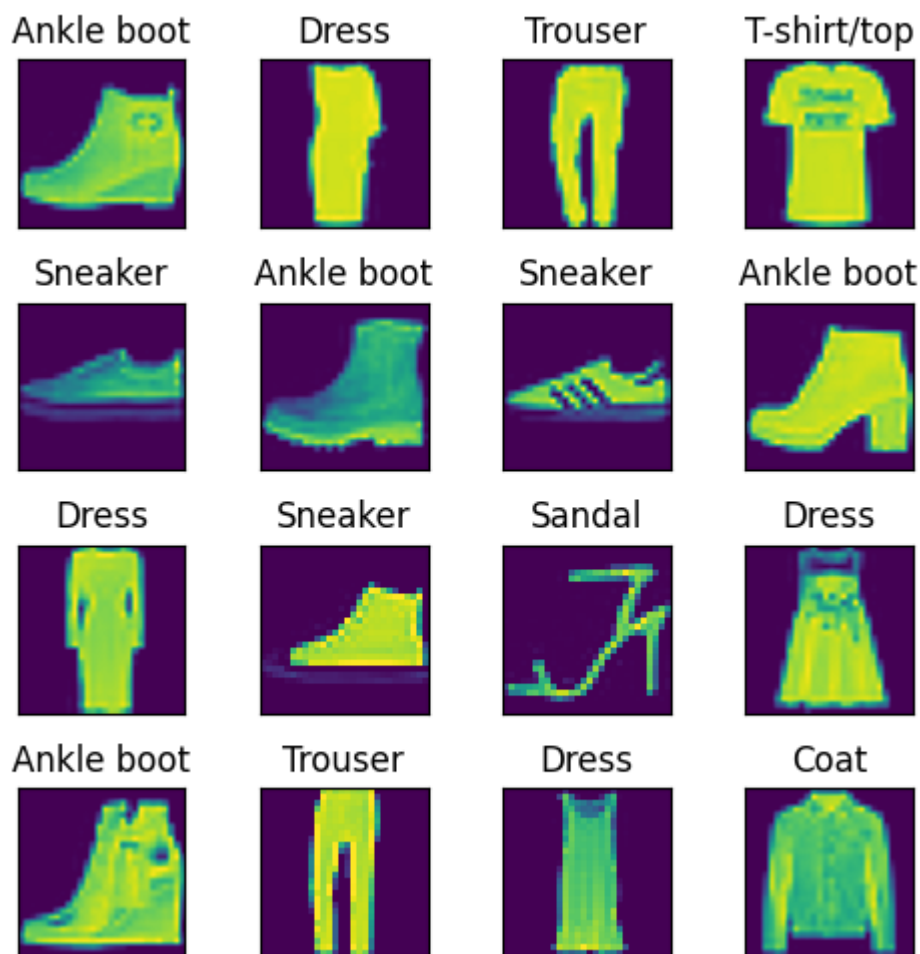 Ankle boot Dress Trouser T-shirt/top
Sneaker Ankle boot Sneaker Ankle boot
Dress Sneaker Sandal Dress
Ankle boot Trouser Dress Coat